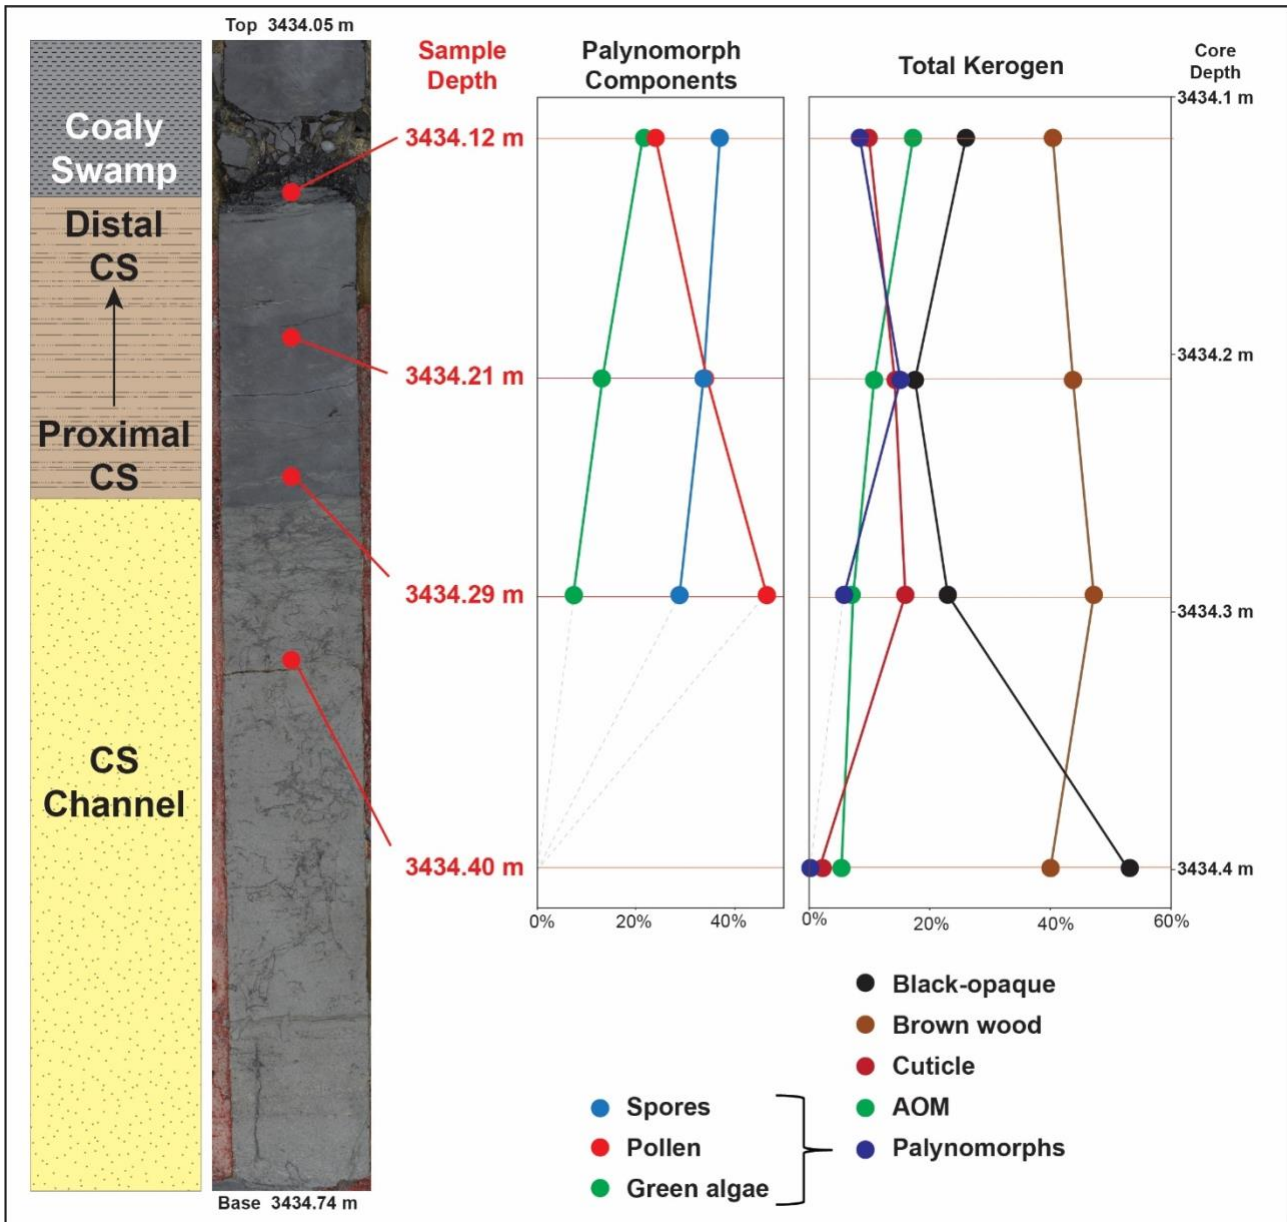 Top 3434.05 m
Coaly
Swamp
Distal
CS
Proximal
CS
CS
Channel
Base 3434.74 m
Sample
Depth
3434.12 m
3434.21 m
3434.29 m
3434.40 m
Palynomorph
Components
0%
20%
40%
Total Kerogen
0%
20%
40%
60%
Core
Depth
3434.1 m
3434.2 m
3434.3 m
3434.4 m
Spores
Pollen
Green algae
Black-opaque
Brown wood
Cuticle
AOM
Palynomorphs